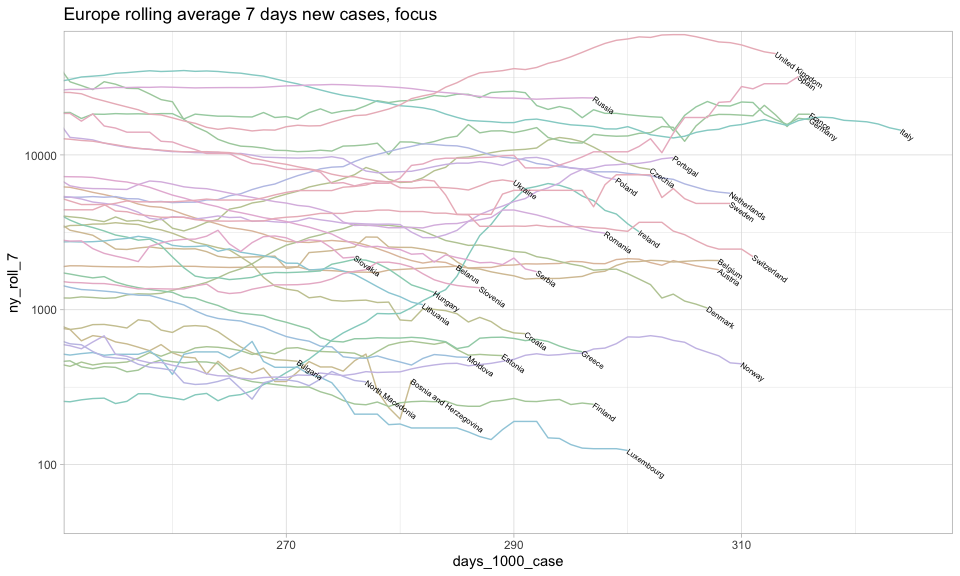 Europe rolling average 7 days new cases, focus
ny_roll_7
10000
1000
100
United Kingdom
Spain
Russia
France
Germany
Italy
Portugal
Czechia
Poland
Ukraine
Netherlands
Sweden
Ireland
Romania
Switzerland
Slovakia
Belarus
Serbia
Belgium
Austria
Hungary
Slovenia
Lithuania
Denmark
Croatia
Greece
Moldova
Estonia
Norway
Bulgaria
North Macedonia
Bosnia and Herzegovina
Finland
Luxembourg
270
290
310
days_1000_case